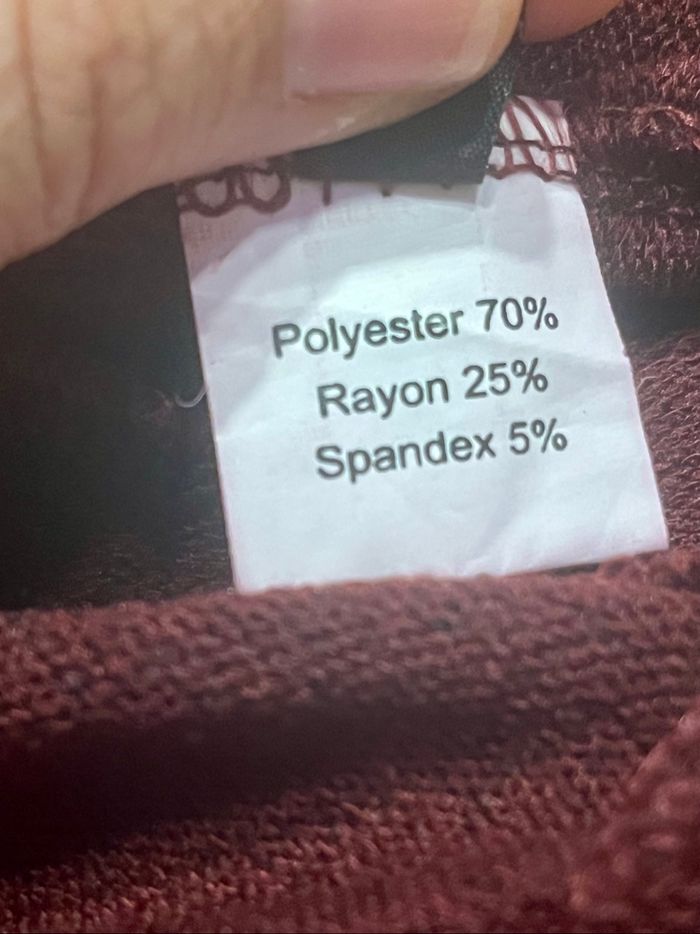 Polyester 70%
Rayon 25%
Spandex 5%